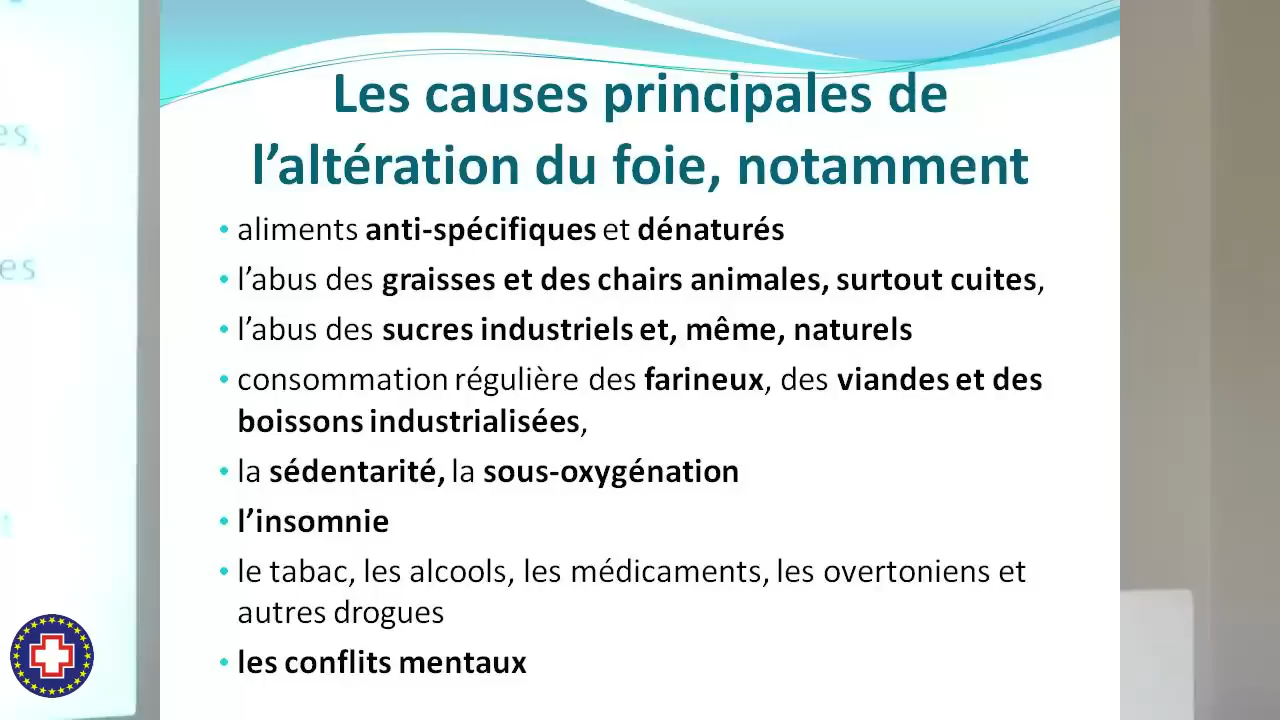 Les causes principales de
l’altération du foie, notamment
• aliments anti-spécifiques et dénaturés
• l’abus des graisses et des chairs animales, surtout cuites,
• l’abus des sucres industriels et, même, naturels
• consommation régulière des farineux, des viandes et des
boissons industrialisées,
• la sédentarité, la sous-oxygénation
• l’insomnie
• le tabac, les alcools, les médicaments, les overtoniens et
autres drogues
• les conflits mentaux